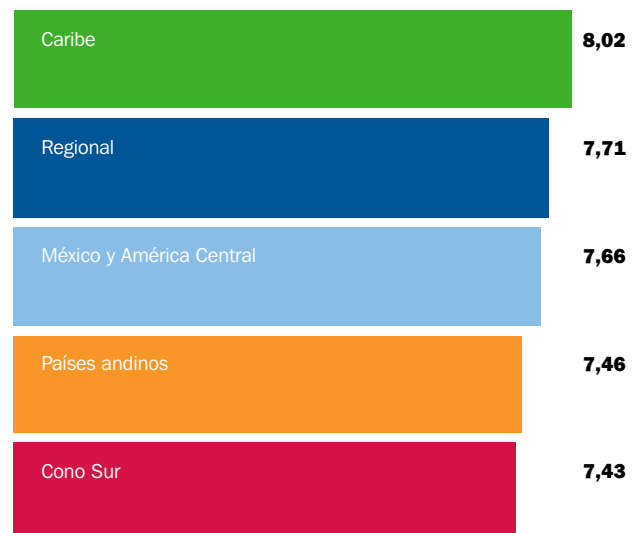 Caribe 8,02
Regional 7,71
México y América Central 7,66
Países andinos 7,46
Cono Sur 7,43